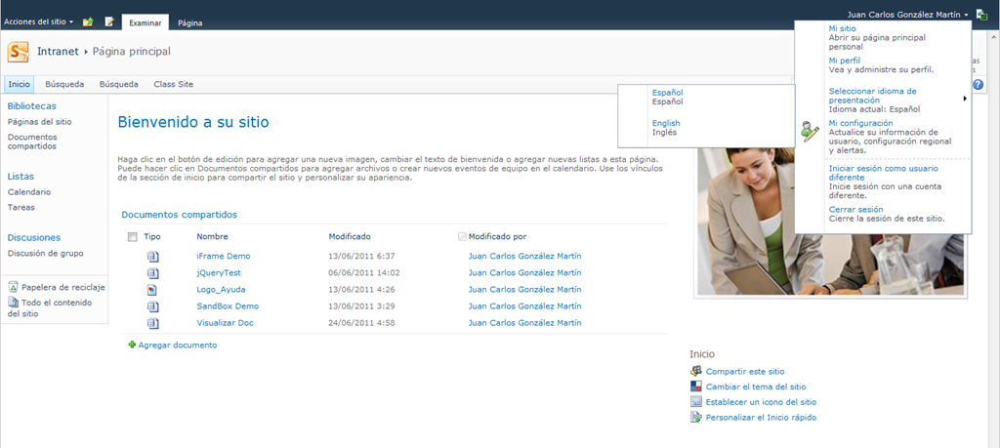 Acciones del sitio
Examinar
Página
Juan Carlos González Martín
Intranet
Página principal
Inicio
Búsqueda
Búsqueda
Class Site
Mi sitio
Abrir su página principal
personal
Mi perfil
Vea y administre su perfil.
Seleccionar idioma de
presentación
Idioma actual: Español
Mi configuración
Actualice su información de
usuario, configuración regional
y alertas.
Iniciar sesión como usuario
diferente
Inicie sesión con una cuenta
diferente.
Cerrar sesión
Cierre la sesión de este sitio.
Español
Español
English
Inglés
Bibliotecas
Páginas del sitio
Documentos
compartidos
Listas
Calendario
Tareas
Discusiones
Discusión de grupo
Papelera de reciclaje
Todo el contenido
del sitio
Bienvenido a su sitio
Haga clic en el botón de edición para agregar una nueva imagen, cambiar el texto de bienvenida o agregar nuevas listas a esta página.
Puede hacer clic en Documentos compartidos para agregar archivos o crear nuevos eventos de equipo en el calendario. Use los vínculos
de la sección de inicio para compartir el sitio y personalizar su apariencia.
Documentos compartidos
Tipo Nombre Modificado Modificado por
iFrame Demo 13/06/2011 6:37 Juan Carlos González Martín
jQueryTest 06/06/2011 14:02 Juan Carlos González Martín
Logo_Ayuda 13/06/2011 4:26 Juan Carlos González Martín
SandBox Demo 13/06/2011 3:29 Juan Carlos González Martín
Visualizar Doc 24/06/2011 4:58 Juan Carlos González Martín
Agregar documento
Inicio
Compartir este sitio
Cambiar el tema del sitio
Establecer un icono del sitio
Personalizar el Inicio rápido